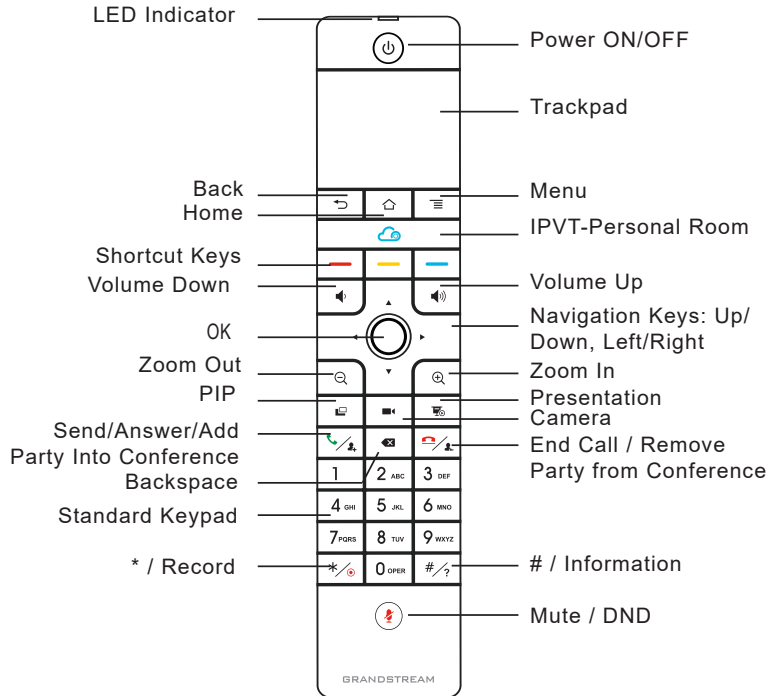 LED Indicator
Power ON/OFF
Trackpad
Back
Menu
Home
IPVT-Personal Room
Shortcut Keys
Volume Down
Volume Up
OK
Navigation Keys: Up/
Down, Left/Right
Zoom Out
Zoom In
PIP
Presentation
Camera
Send/Answer/Add
Party Into Conference
End Call / Remove
Party from Conference
Backspace
1 2 ABC 3 DEF
Standard Keypad
4 GHI 5 JKL 6 MNO
7 PQRS 8 TUV 9 WXYZ
* / Record
* 0 OPER #/?
# / Information
Mute / DND
GRANDSTREAM